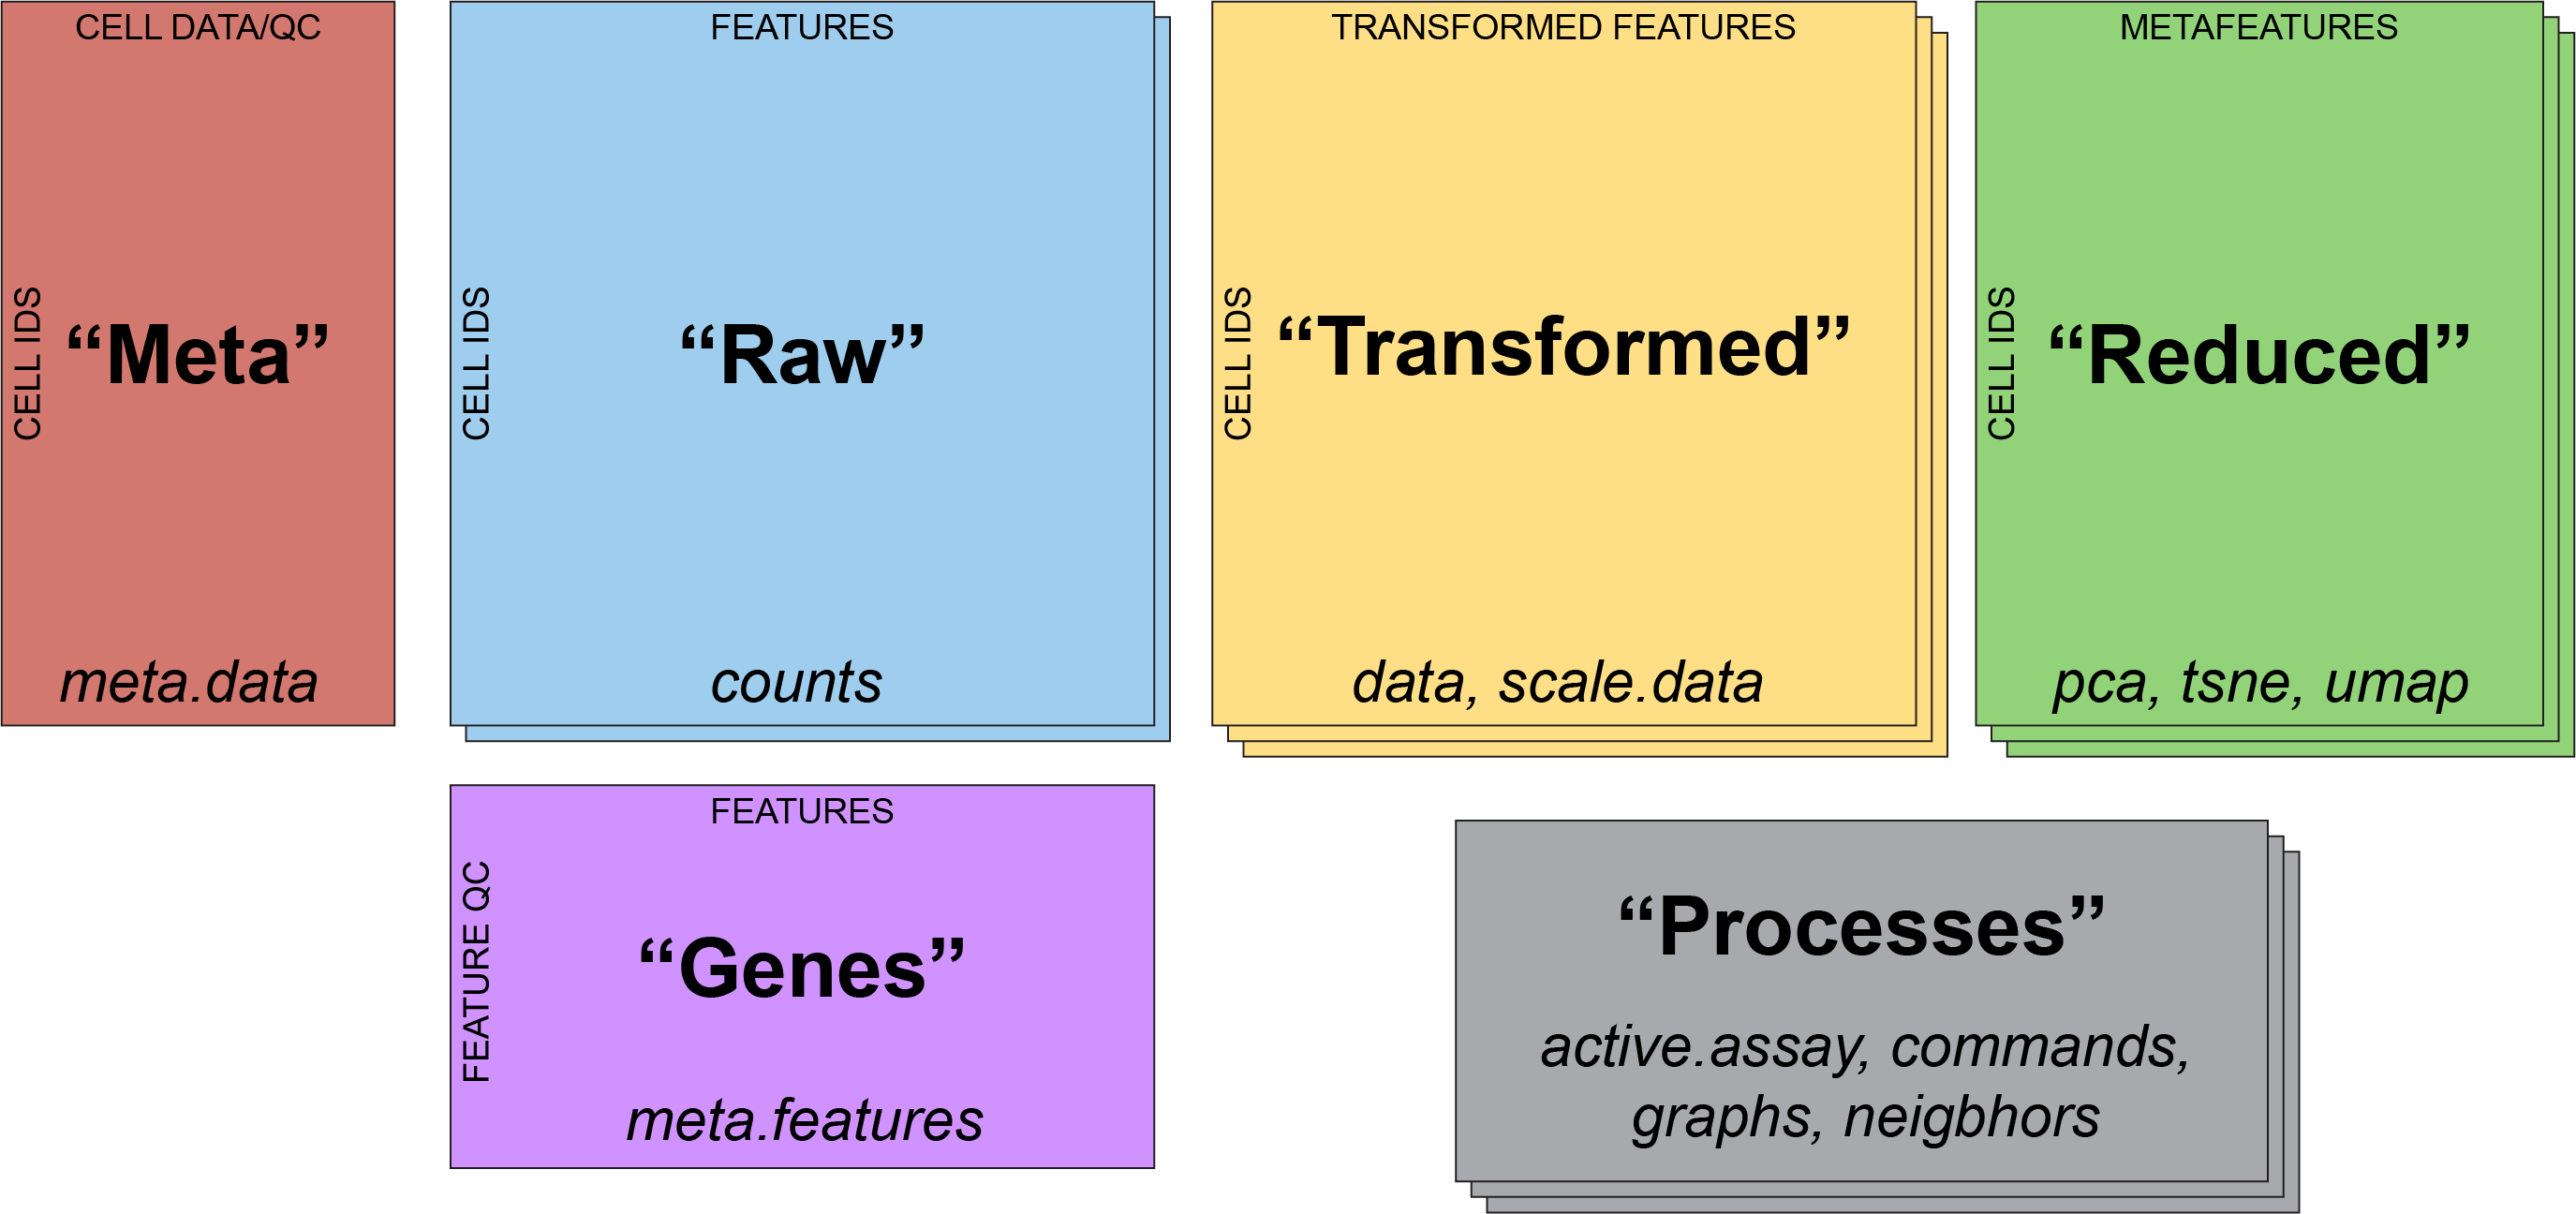 CELL DATA/QC
CELL IDS
“Meta”
meta.data
FEATURES
CELL IDS
“Raw”
counts
TRANSFORMED FEATURES
CELL IDS
“Transformed”
data, scale.data
METAFEATURES
CELL IDS
“Reduced”
pca, tsne, umap
FEATURES
FEATURE QC
“Genes”
meta.features
“Processes”
active.assay, commands,
graphs, neigbhors